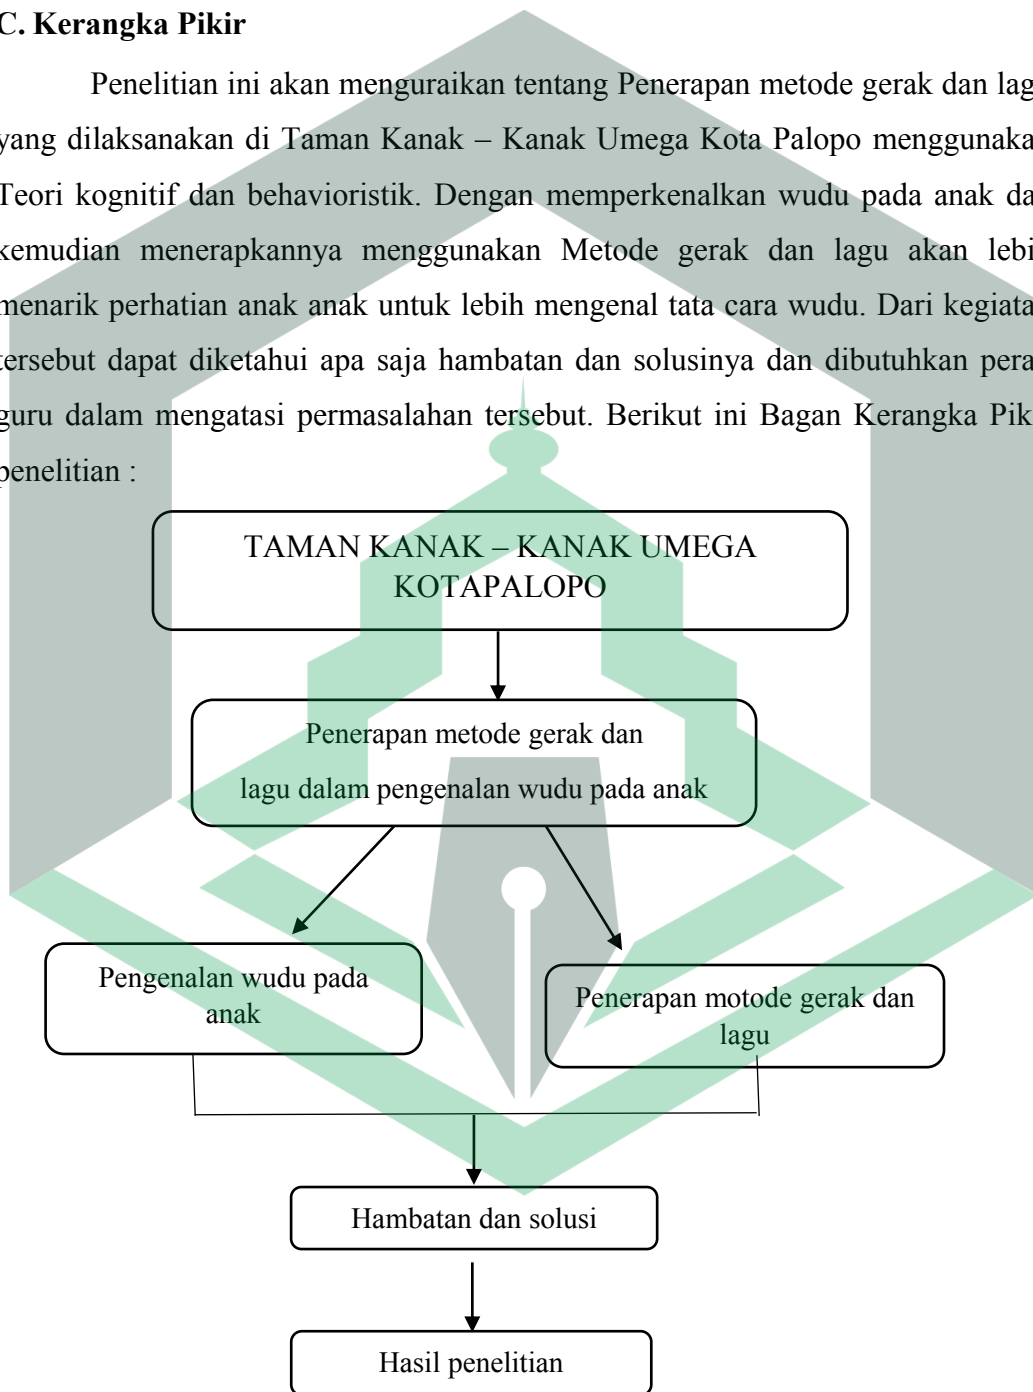 C. Kerangka Pikir
Penelitian ini akan menguraikan tentang Penerapan metode gerak dan lag
yang dilaksanakan di Taman Kanak – Kanak Umega Kota Palopo menggunaka
Teori kognitif dan behavioristik. Dengan memperkenalkan wudu pada anak da
kemudian menerapkannya menggunakan Metode gerak dan lagu akan lebi
menarik perhatian anak anak untuk lebih mengenal tata cara wudu. Dari kegiata
tersebut dapat diketahui apa saja hambatan dan solusinya dan dibutuhkan pera
guru dalam mengatasi permasalahan tersebut. Berikut ini Bagan Kerangka Pik
penelitian :
TAMAN KANAK – KANAK UMEGA
KOTAPALOPO
Penerapan metode gerak dan
lagu dalam pengenalan wudu pada anak
Pengenalan wudu pada
anak
Penerapan motode gerak dan
lagu
Hambatan dan solusi
Hasil penelitian